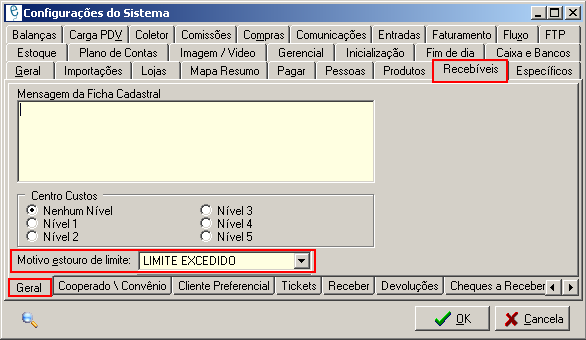 Configurações do Sistema
Balanças Carga PDV Coletor Comissões Compras Comunicações Entradas Faturamento Fluxo FTP
Estoque Plano de Contas Imagem / Video Gerencial Inicialização Fim de dia Caixa e Bancos
Geral Importações Lojas Mapa Resumo Pagar Pessoas Produtos Recebíveis Específicos
Mensagem da Ficha Cadastral
Centro Custos
Nenhum Nível Nível 3
Nível 1 Nível 4
Nível 2 Nível 5
Motivo estouro de limite: LIMITE EXCEDIDO
Geral Cooperado \ Convênio Cliente Preferencial Tickets Receber Devoluções Cheques a Receber
OK Cancela